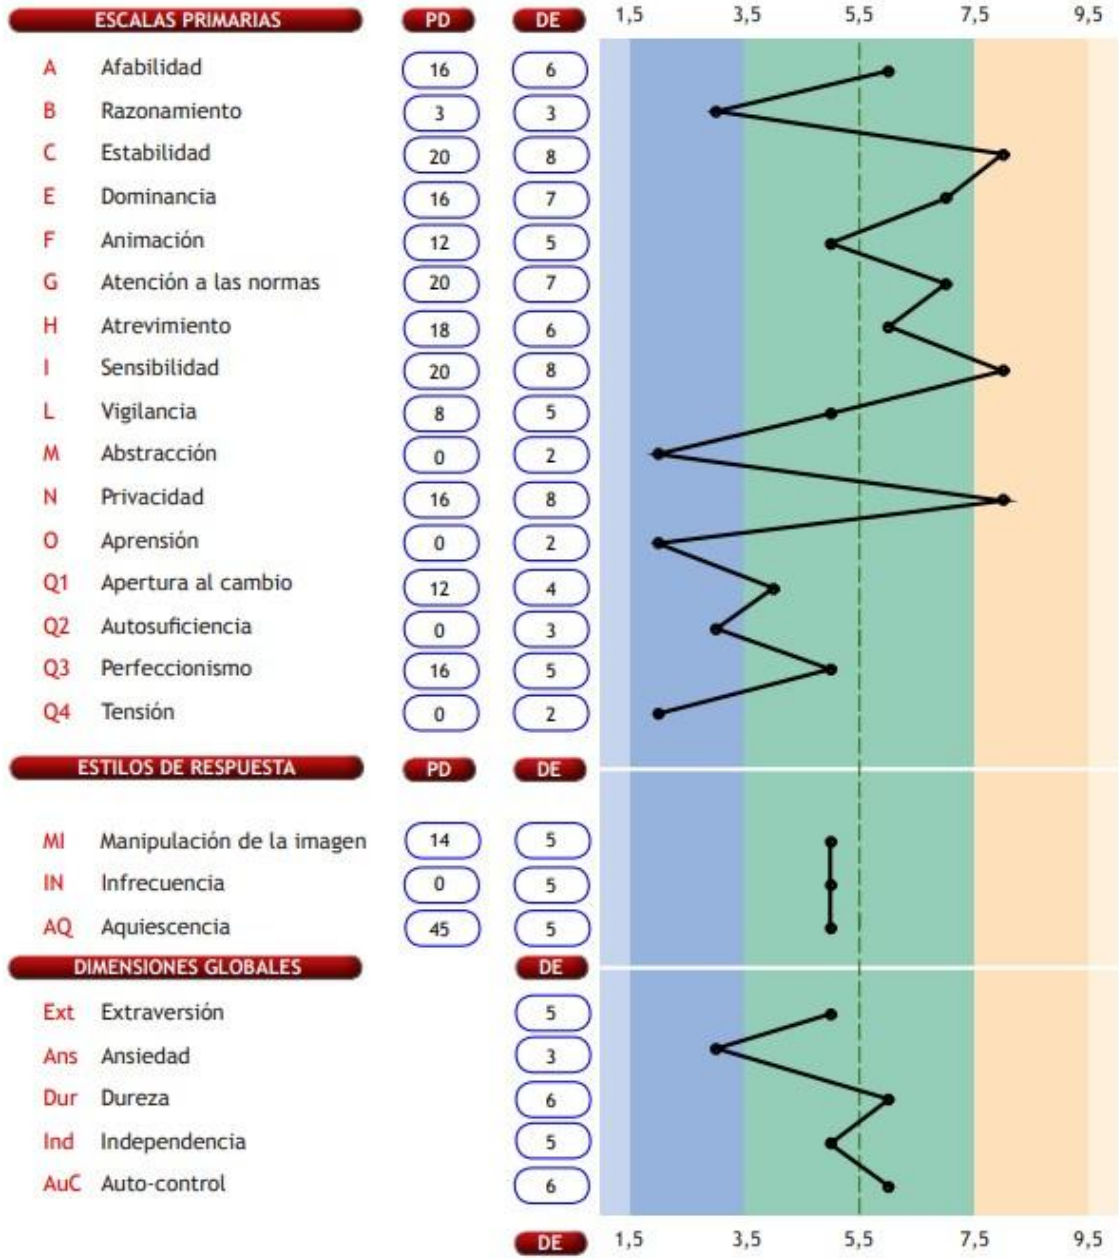 ESCALAS PRIMARIAS PD DE 1,5 3,5 5,5 7,5 9,5
A Afabilidad 16 6
B Razonamiento 3 3
C Estabilidad 20 8
E Dominancia 16 7
F Animación 12 5
G Atención a las normas 20 7
H Atrevimiento 18 6
I Sensibilidad 20 8
L Vigilancia 8 5
M Abstracción 0 2
N Privacidad 16 8
O Aprensión 0 2
Q1 Apertura al cambio 12 4
Q2 Autosuficiencia 0 3
Q3 Perfeccionismo 16 5
Q4 Tensión 0 2
ESTILOS DE RESPUESTA PD DE
MI Manipulación de la imagen 14 5
IN Infrecuencia 0 5
AQ Aquiescencia 45 5
DIMENSIONES GLOBALES DE
Ext Extraversión 5
Ans Ansiedad 3
Dur Dureza 6
Ind Independencia 5
AuC Auto-control 6
DE 1,5 3,5 5,5 7,5 9,5